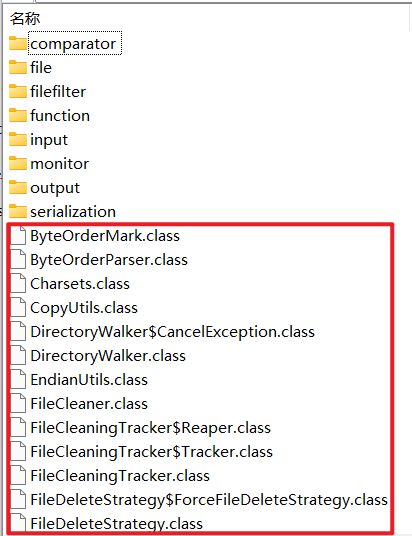 名称
comparator
file
filefilter
function
input
monitor
output
serialization
ByteOrderMark.class
ByteOrderParser.class
Charsets.class
CopyUtils.class
DirectoryWalker$CancelException.class
DirectoryWalker.class
EndianUtils.class
FileCleaner.class
FileCleaningTracker$Reaper.class
FileCleaningTracker$Tracker.class
FileCleaningTracker.class
FileDeleteStrategy$ForceFileDeleteStrategy.class
FileDeleteStrategy.class